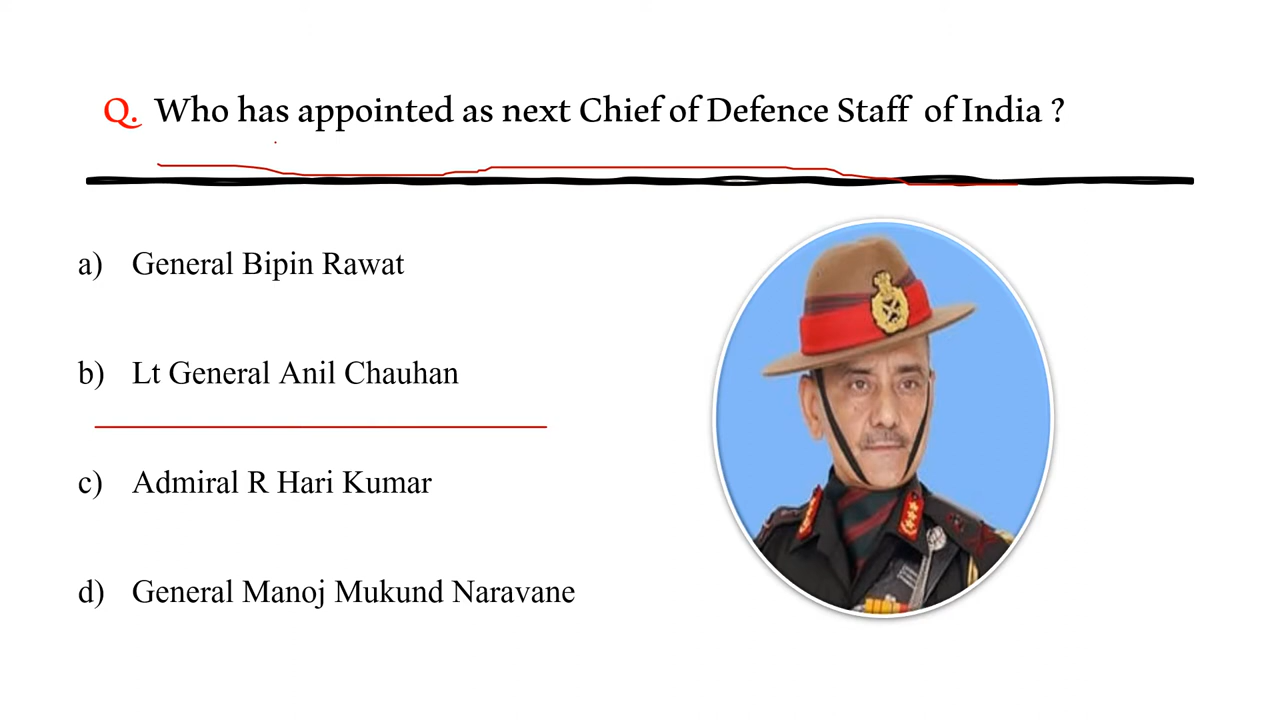 Q. Who has appointed as next Chief of Defence Staff of India ?
a) General Bipin Rawat
b) Lt General Anil Chauhan
c) Admiral R Hari Kumar
d) General Manoj Mukund Naravane